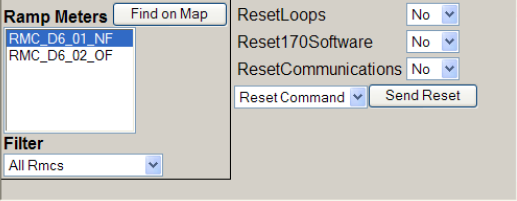 Ramp Meters Find on Map
RMC_D6_01_NF
RMC_D6_02_OF
Filter
All Rmcs
ResetLoops No
Reset170Software No
ResetCommunications No
Reset Command Send Reset